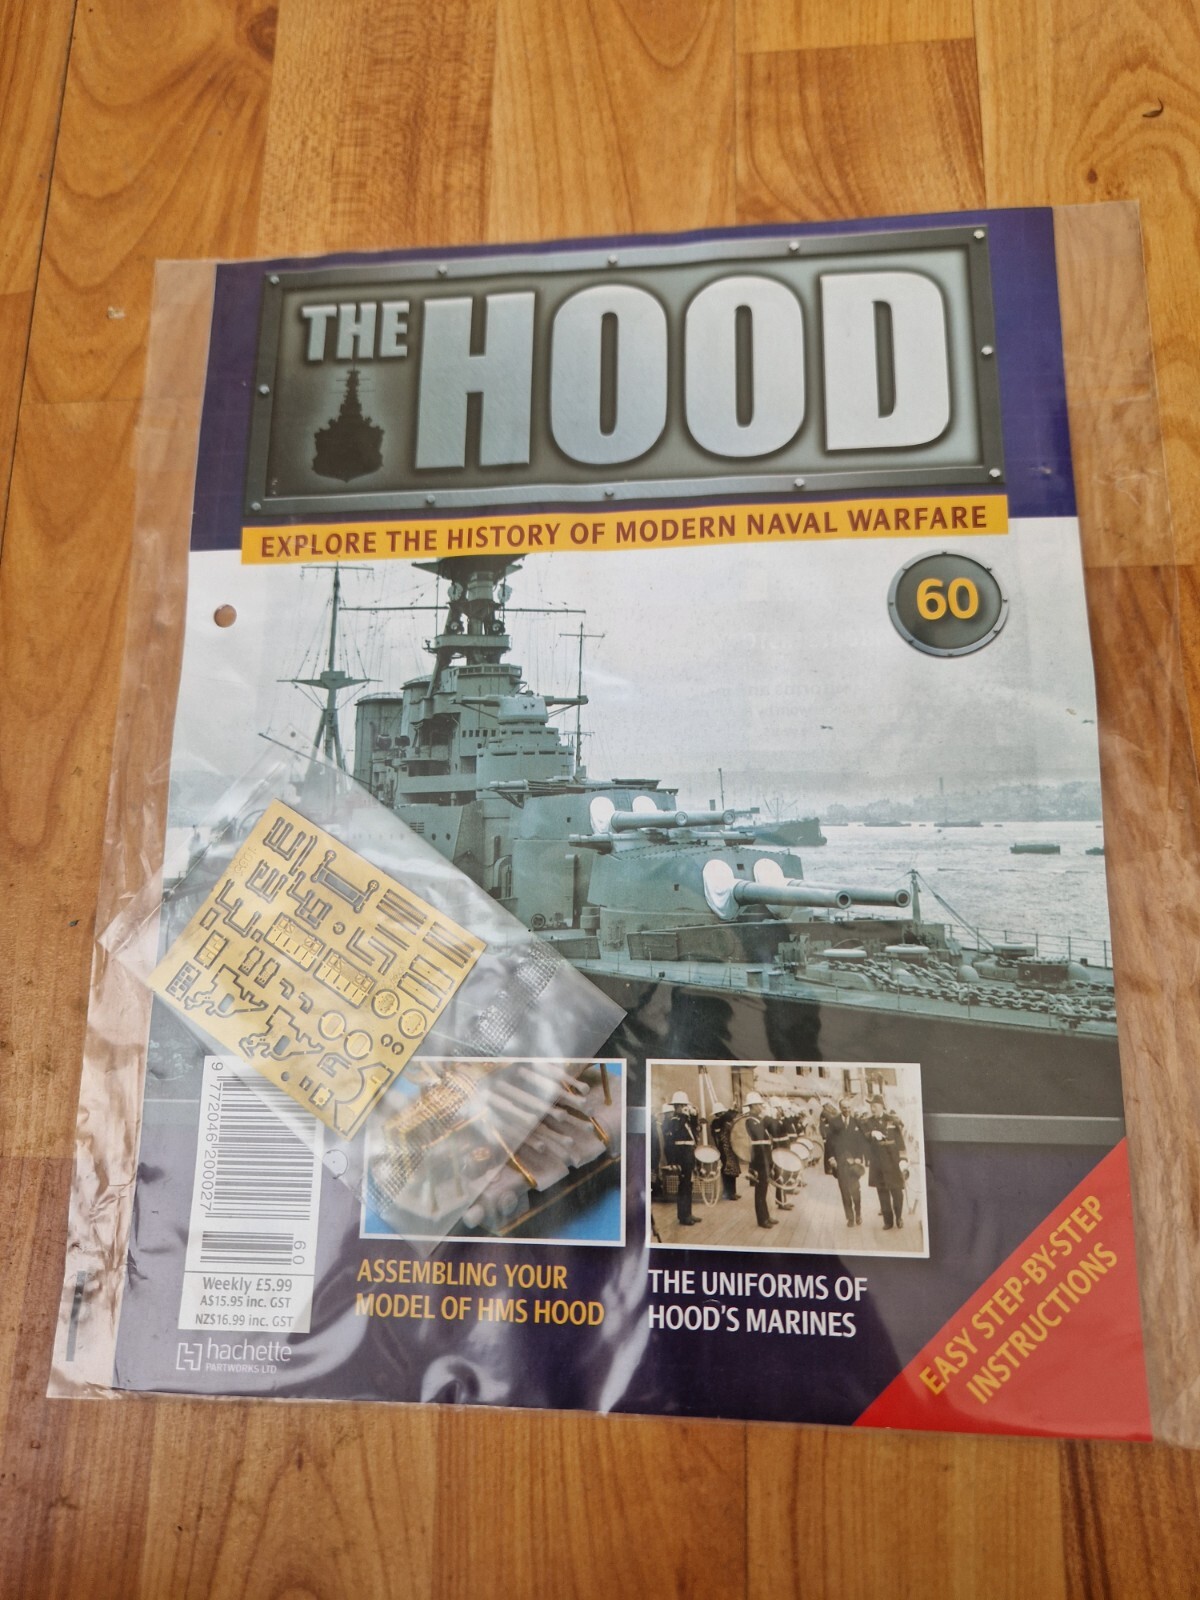 THE HOOD
EXPLORE THE HISTORY OF MODERN NAVAL WARFARE
60
9 772046 200027
60
Weekly £5.99
A$15.95 inc. GST
NZ$16.99 inc. GST
hachette
PARTWORKS LTD
ASSEMBLING YOUR
MODEL OF HMS HOOD
THE UNIFORMS OF
HOOD'S MARINES
EASY STEP-BY-STEP
INSTRUCTIONS